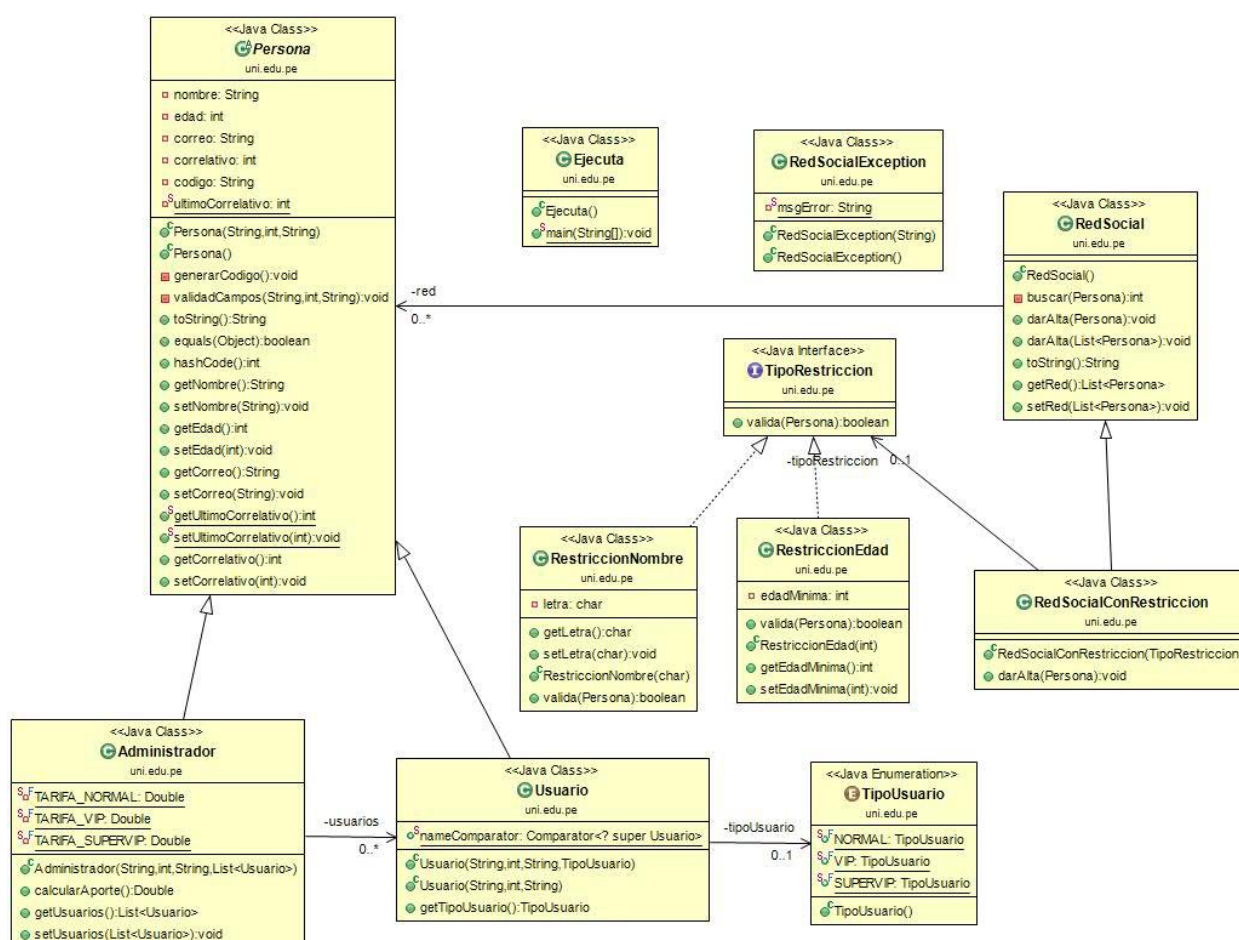 <<Java Class>>
Persona
uni.edu.pe
nombre: String
edad: int
correo: String
correlativo: int
codigo: String
ultimoCorrelativo: int
Persona(String,int,String)
Persona()
generarCodigo():void
validadCampos(String,int,String):void
toString():String
equals(Object):boolean
hashCode():int
getNombre():String
setNombre(String):void
getEdad():int
setEdad(int):void
getCorreo():String
setCorreo(String):void
getUltimoCorrelativo():int
setUltimoCorrelativo(int):void
getCorrelativo():int
setCorrelativo(int):void
<<Java Class>>
Ejecuta
uni.edu.pe
Ejecuta()
main(String[]):void
<<Java Class>>
RedSocialException
uni.edu.pe
msgError: String
RedSocialException(String)
RedSocialException()
<<Java Class>>
RedSocial
uni.edu.pe
RedSocial()
buscar(Persona):int
darAlta(Persona):void
darAlta(List<Persona>):void
toString():String
getRed():List<Persona>
setRed(List<Persona>):void
-red
0..*
<<Java Interface>>
TipoRestriccion
uni.edu.pe
valida(Persona):boolean
-tipoRestriccion
0..1
<<Java Class>>
RestriccionNombre
uni.edu.pe
letra: char
getLetra():char
setLetra(char):void
RestriccionNombre(char)
valida(Persona):boolean
<<Java Class>>
RestriccionEdad
uni.edu.pe
edadMinima: int
valida(Persona):boolean
RestriccionEdad(int)
getEdadMinima():int
setEdadMinima(int):void
<<Java Class>>
RedSocialConRestriccion
uni.edu.pe
RedSocialConRestriccion(TipoRestriccion
darAlta(Persona):void
<<Java Class>>
Administrador
uni.edu.pe
TARIFA_NORMAL: Double
TARIFA_VIP: Double
TARIFA_SUPERVIP: Double
Administrador(String,int,String,List<Usuario>)
calcularAporte():Double
getUsuarios():List<Usuario>
setUsuarios(List<Usuario>):void
-usuarios
0..*
<<Java Class>>
Usuario
uni.edu.pe
nameComparator: Comparator<? super Usuario>
Usuario(String,int,String,TipoUsuario)
Usuario(String,int,String)
getTipoUsuario():TipoUsuario
-tipoUsuario
0..1
<<Java Enumeration>>
TipoUsuario
uni.edu.pe
NORMAL: TipoUsuario
VIP: TipoUsuario
SUPERVIP: TipoUsuario
TipoUsuario()